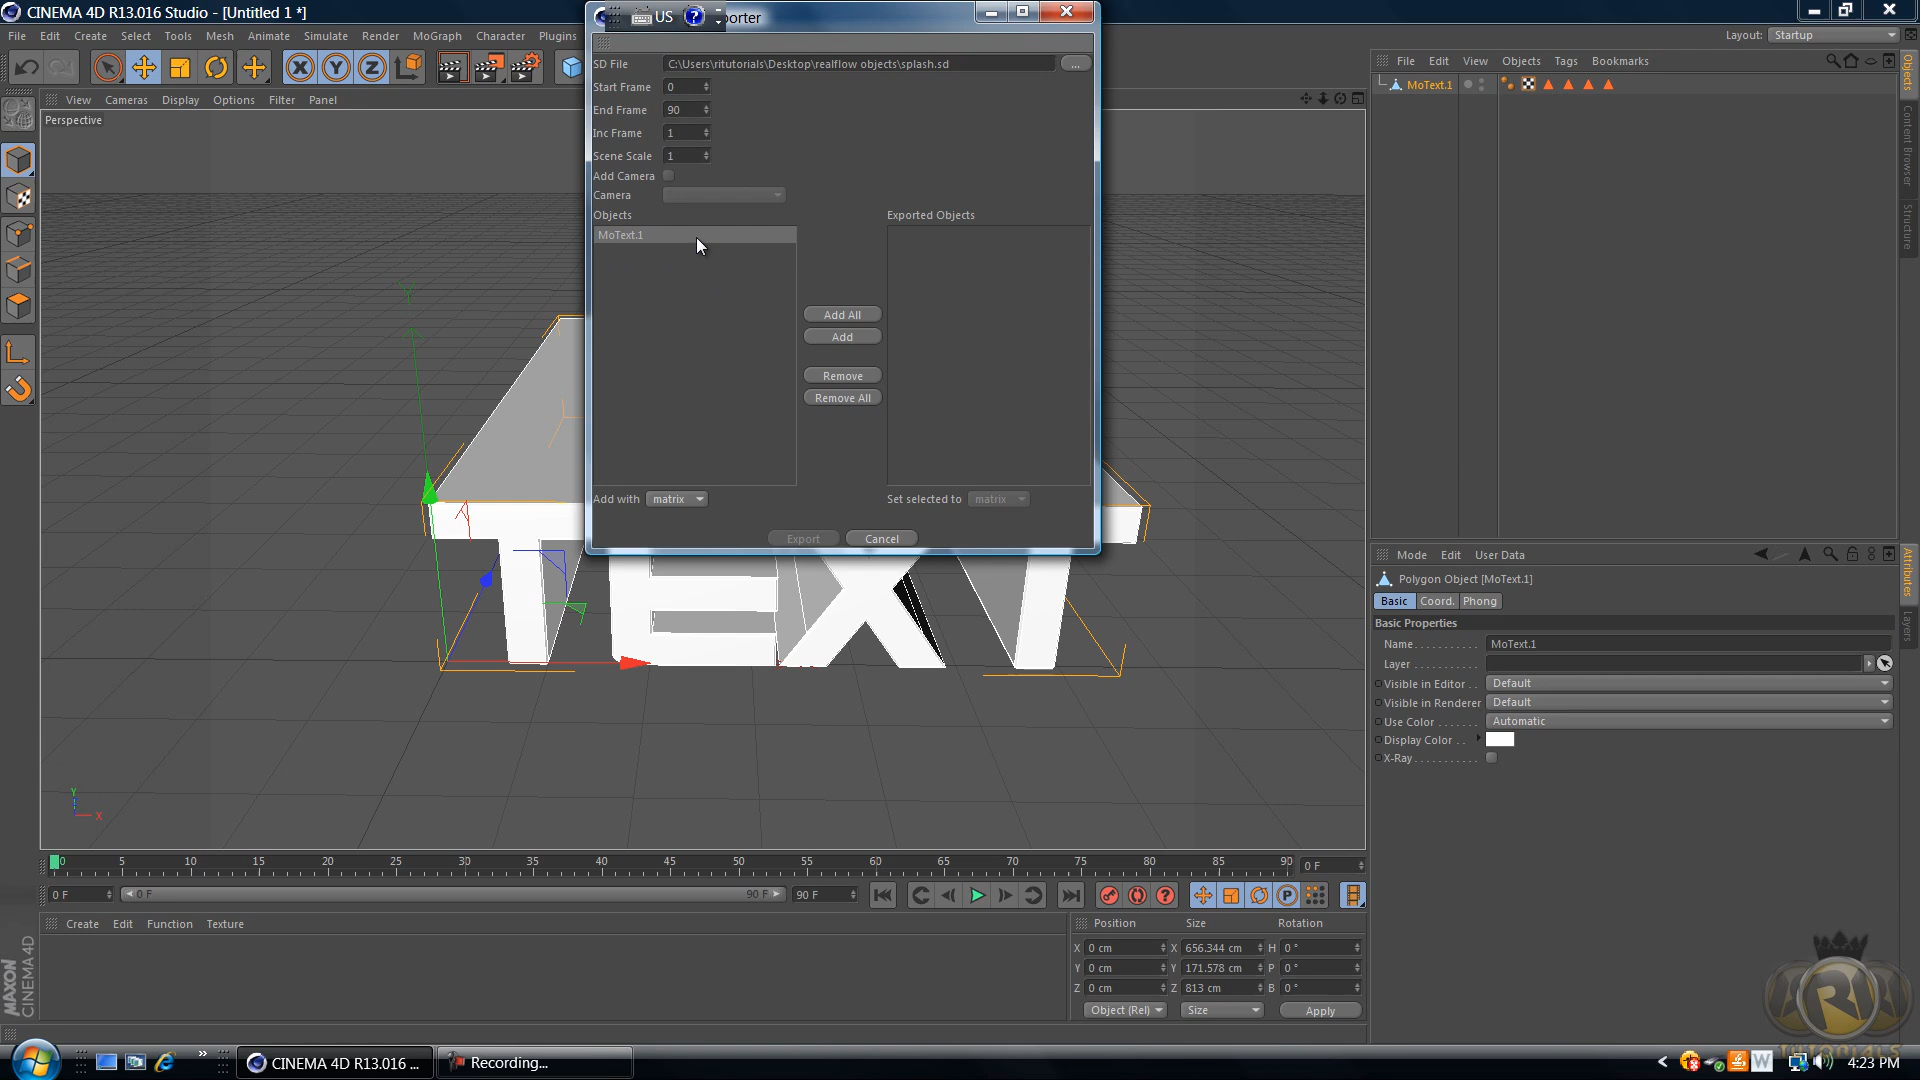 CINEMA 4D R13.016 Studio - [Untitled 1 *]
File Edit Create Select Tools Mesh Animate Simulate Render MoGraph Character Plugins
Layout: Startup
US ? porter
SD File C:\Users\ritutorials\Desktop\realflow objects\splash.sd ...
Start Frame 0
End Frame 90
Inc Frame 1
Scene Scale 1
Add Camera
Camera
Objects Exported Objects
MoText.1
Add All
Add
Remove
Remove All
Add with matrix Set selected to matrix
Export Cancel
X Y Z
View Cameras Display Options Filter Panel
Perspective
TEXT
Y
X
File Edit View Objects Tags Bookmarks
MoText.1
Objects
Content Browser
Structure
Mode Edit User Data
Polygon Object [MoText.1]
Basic Coord. Phong
Basic Properties
Name MoText.1
Layer
Visible in Editor Default
Visible in Renderer Default
Use Color Automatic
Display Color
X-Ray
Attributes
Layers
0 5 10 15 20 25 30 35 40 45 50 55 60 65 70 75 80 85 90 0 F
0 F 0 F 90 F 90 F
Create Edit Function Texture
Position Size Rotation
X 0 cm X 656.344 cm H 0 °
Y 0 cm Y 171.578 cm P 0 °
Z 0 cm Z 813 cm B 0 °
Object (Rel) Size Apply
MAXON
CINEMA 4D
TUTORIALS
CINEMA 4D R13.016 ... Recording... 4:23 PM